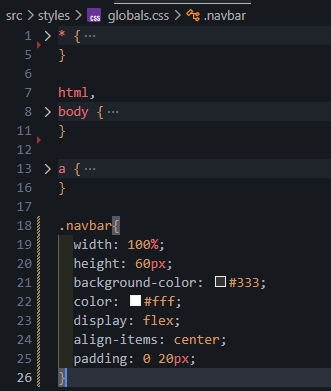 src > styles > globals.css > .navbar
1 > * { ···
5 }
6
7 html,
8 > body { ···
11 }
12
13 > a { ···
16 }
17
18 .navbar{
19 width: 100%;
20 height: 60px;
21 background-color: #333;
22 color: #fff;
23 display: flex;
24 align-items: center;
25 padding: 0 20px;
26 }